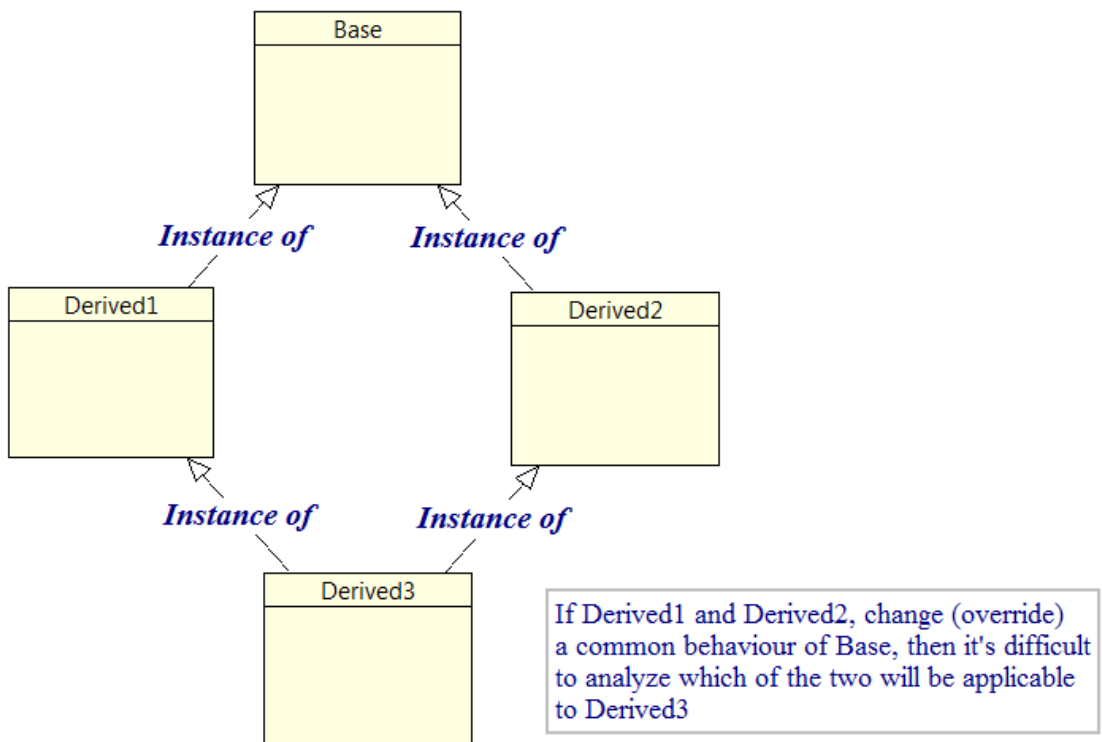 Base
Instance of
Instance of
Derived1
Derived2
Instance of
Instance of
Derived3
If Derived1 and Derived2, change (override)
a common behaviour of Base, then it's difficult
to analyze which of the two will be applicable
to Derived3